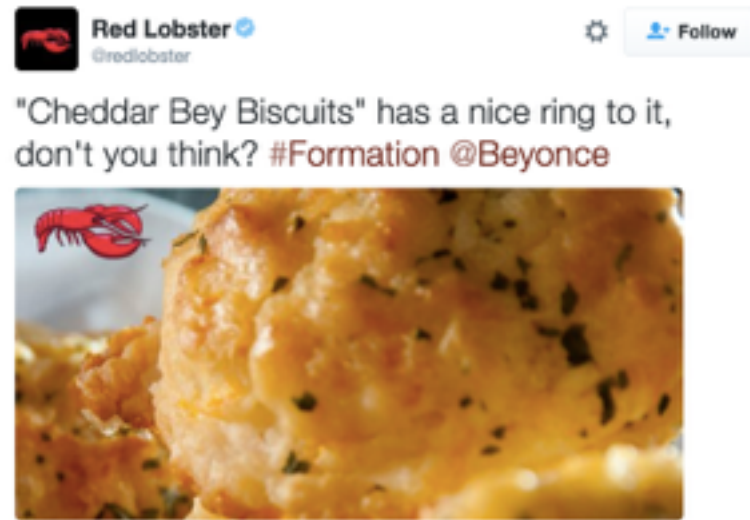 Red Lobster
@redlobster
Follow
"Cheddar Bey Biscuits" has a nice ring to it,
don't you think? #Formation @Beyonce